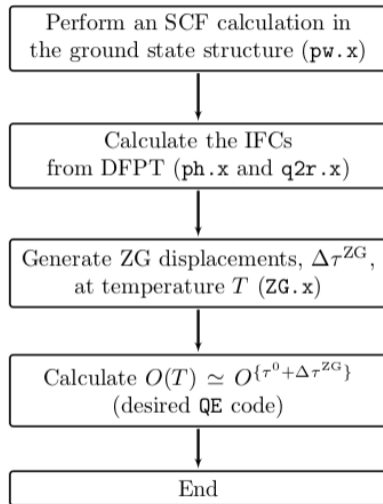 Perform an SCF calculation in
the ground state structure (pw.x)
Calculate the IFCs
from DFPT (ph.x and q2r.x)
Generate ZG displacements, Δτ^ZG,
at temperature T (ZG.x)
Calculate O(T) ≃ O^{τ^0+Δτ^ZG}
(desired QE code)
End